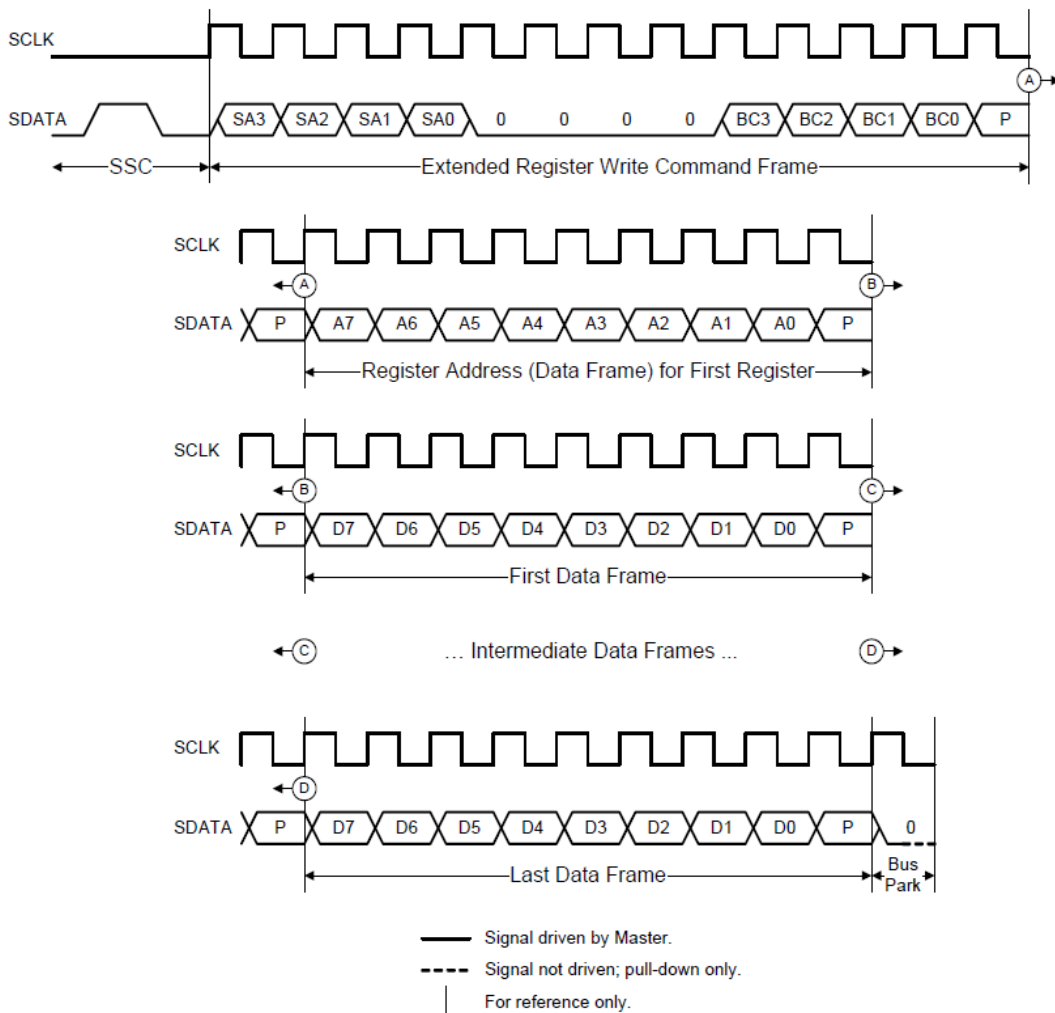 SCLK
A
SDATA SA3 SA2 SA1 SA0 0 0 0 0 BC3 BC2 BC1 BC0 P
SSC Extended Register Write Command Frame
SCLK
A B
SDATA P A7 A6 A5 A4 A3 A2 A1 A0 P
Register Address (Data Frame) for First Register
SCLK
B C
SDATA P D7 D6 D5 D4 D3 D2 D1 D0 P
First Data Frame
C ... Intermediate Data Frames ... D
SCLK
D
SDATA P D7 D6 D5 D4 D3 D2 D1 D0 P 0
Last Data Frame Bus
Park
Signal driven by Master.
Signal not driven; pull-down only.
For reference only.